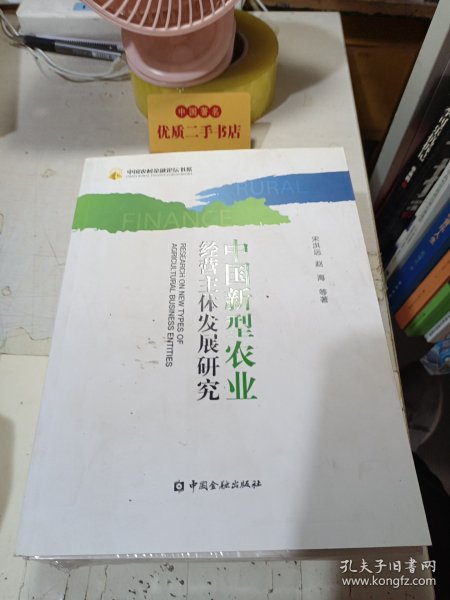 中国著名
优质二手书店
中国农村金融论坛书系
RURAL
FINANCE
中国新型农业
经营主体发展研究
RESEARCH ON NEW TYPES OF
AGRICULTURAL BUSINESS ENTITIES
宋洪远 赵 海 等著
中国金融出版社
孔夫子旧书网
www.kongfz.com